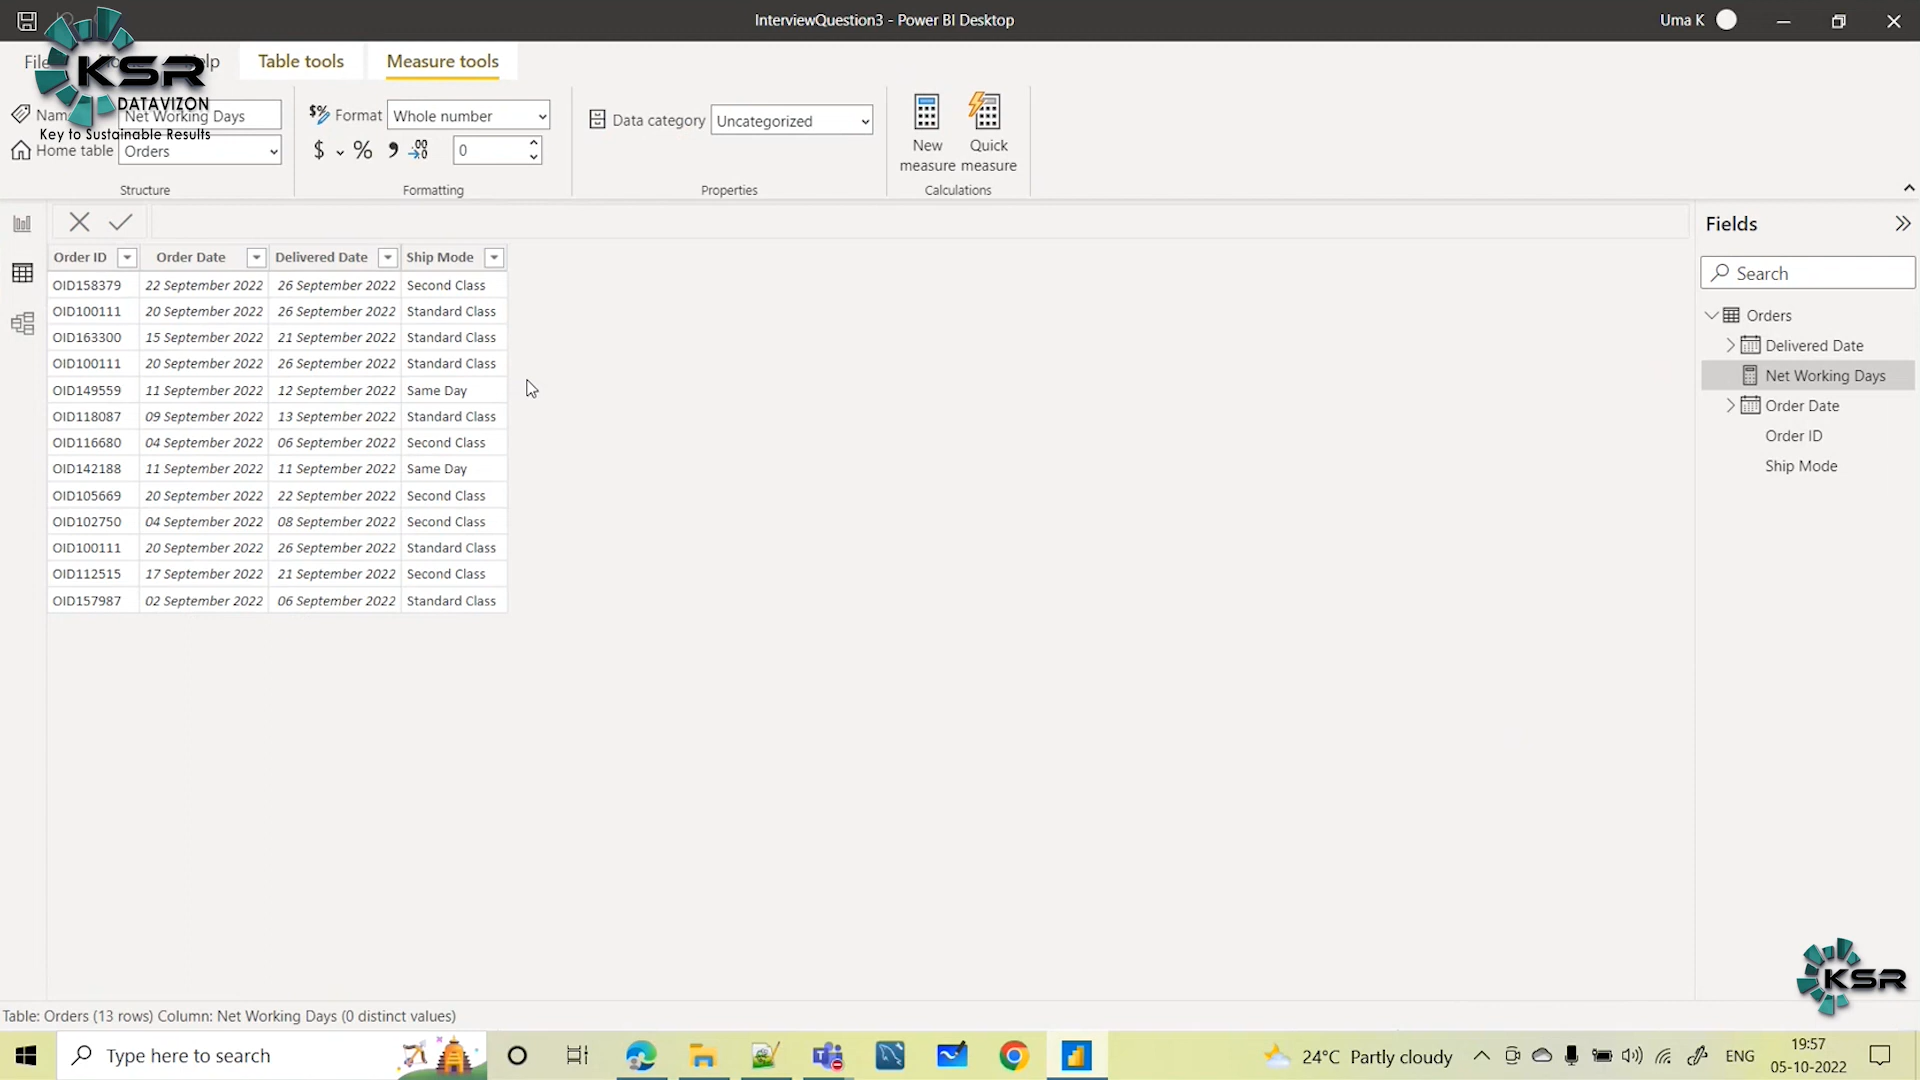 InterviewQuestion3 - Power BI Desktop
Uma K
Table tools
Measure tools
KSR
DATAVIZON
Key to Sustainable Results
Net Working Days
Home table
Orders
Structure
Format
Whole number
$
%
0
Formatting
Data category
Uncategorized
Properties
New measure
Quick measure
Calculations
Order ID Order Date Delivered Date Ship Mode
OID158379 22 September 2022 26 September 2022 Second Class
OID100111 20 September 2022 26 September 2022 Standard Class
OID163300 15 September 2022 21 September 2022 Standard Class
OID100111 20 September 2022 26 September 2022 Standard Class
OID149559 11 September 2022 12 September 2022 Same Day
OID118087 09 September 2022 13 September 2022 Standard Class
OID116680 04 September 2022 06 September 2022 Second Class
OID142188 11 September 2022 11 September 2022 Same Day
OID105669 20 September 2022 22 September 2022 Second Class
OID102750 04 September 2022 08 September 2022 Second Class
OID100111 20 September 2022 26 September 2022 Standard Class
OID112515 17 September 2022 21 September 2022 Second Class
OID157987 02 September 2022 06 September 2022 Standard Class
Fields
Search
Orders
Delivered Date
Net Working Days
Order Date
Order ID
Ship Mode
KSR
Table: Orders (13 rows) Column: Net Working Days (0 distinct values)
Type here to search
24°C Partly cloudy
ENG
19:57
05-10-2022